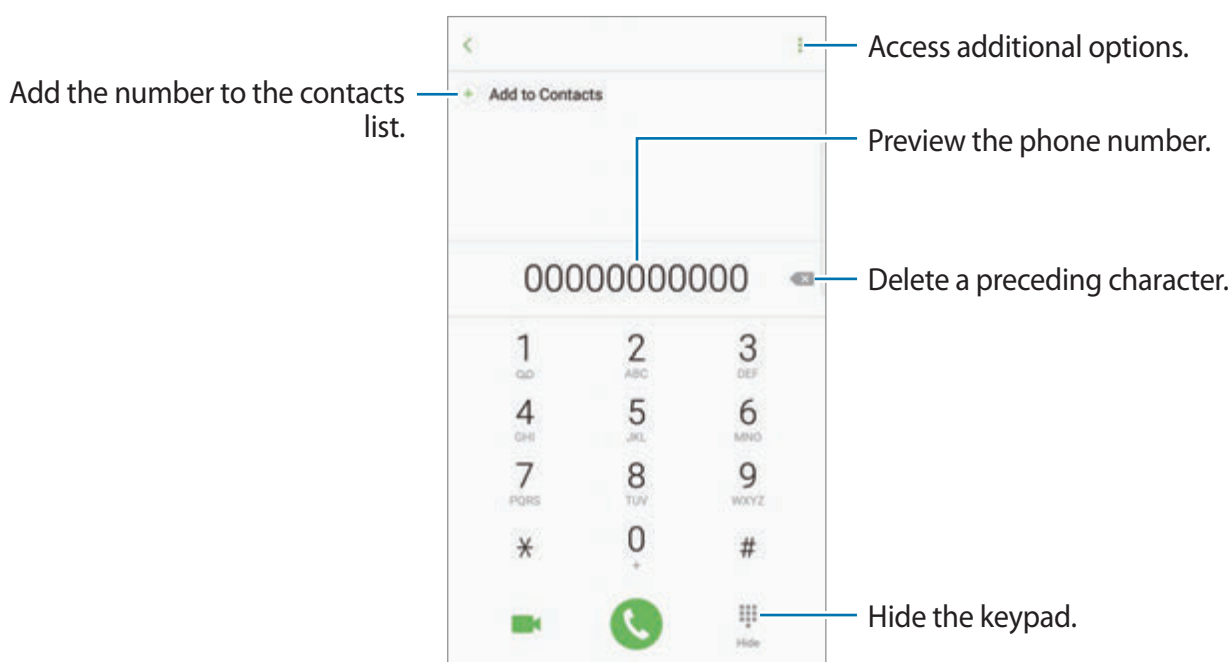 Access additional options.
Add the number to the contacts
list.
Add to Contacts
Preview the phone number.
00000000000
Delete a preceding character.
1 2 3
ABC DEF
4 5 6
GHI JKL MNO
7 8 9
PQRS TUV WXYZ
* 0 #
+
Hide the keypad.
Hide